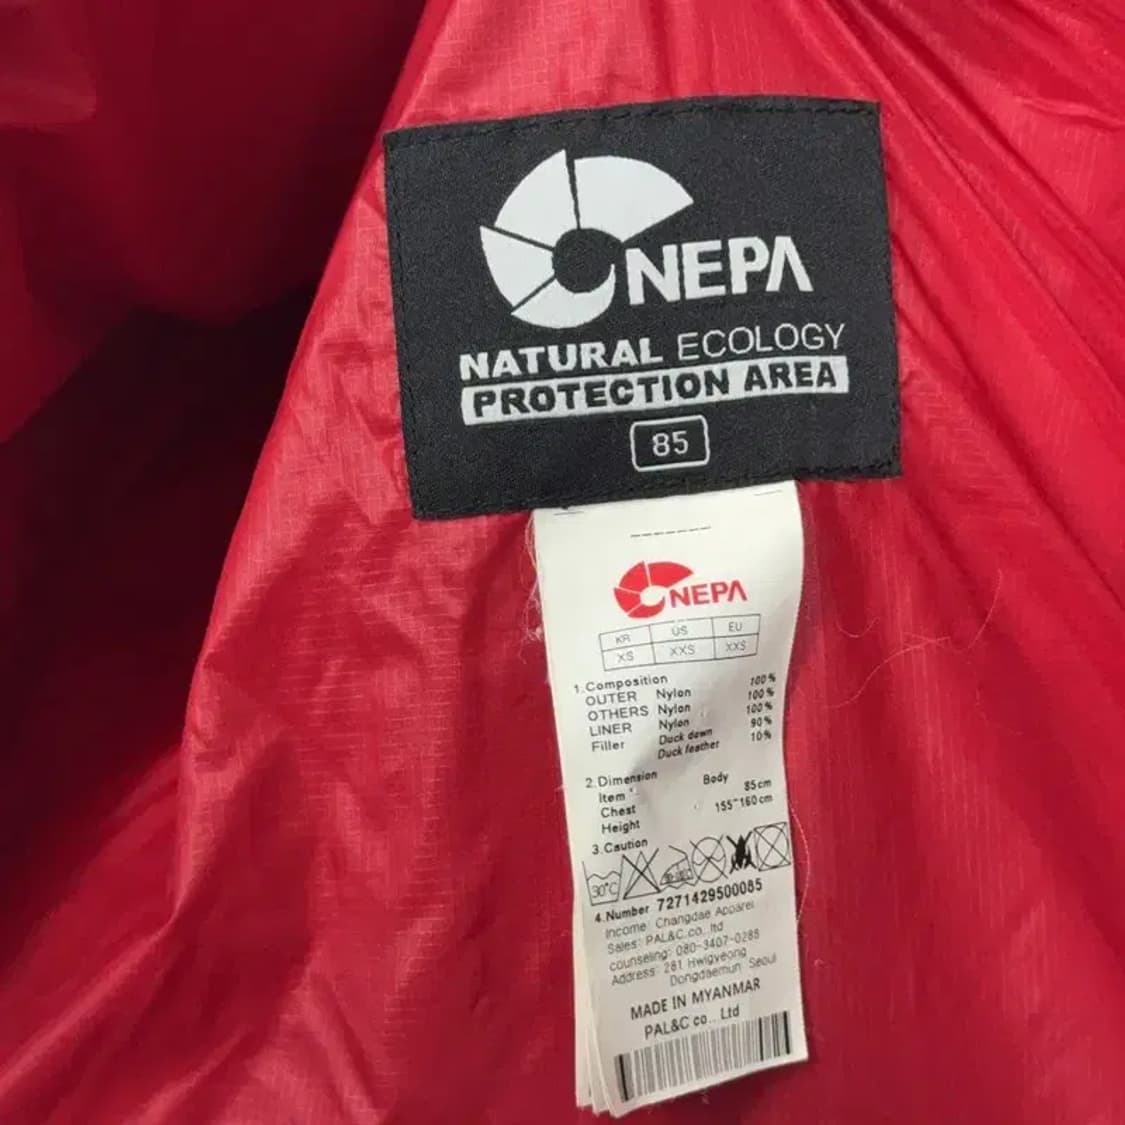 NEPA
NATURAL ECOLOGY
PROTECTION AREA
85
NEPA
KR US EU
XS XXS XXS
1.Composition
OUTER Nylon 100%
OTHERS Nylon 100%
LINER Nylon 100%
Filler Duck down 90%
Duck feather 10%
2.Dimension
Item Body
Chest 85cm
Height 155~160cm
3.Caution
30°C
4.Number 7271429500085
Income: Changdae Apparel
Sales: PAL&C.co. ltd
counseling: 080-3407-0285
Address: 281 Hwigyeong
Dongdaemun Seoul
MADE IN MYANMAR
PAL&C co., Ltd